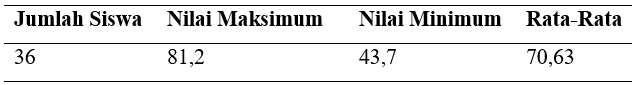 Jumlah Siswa Nilai Maksimum Nilai Minimum Rata-Rata
36 81,2 43,7 70,63